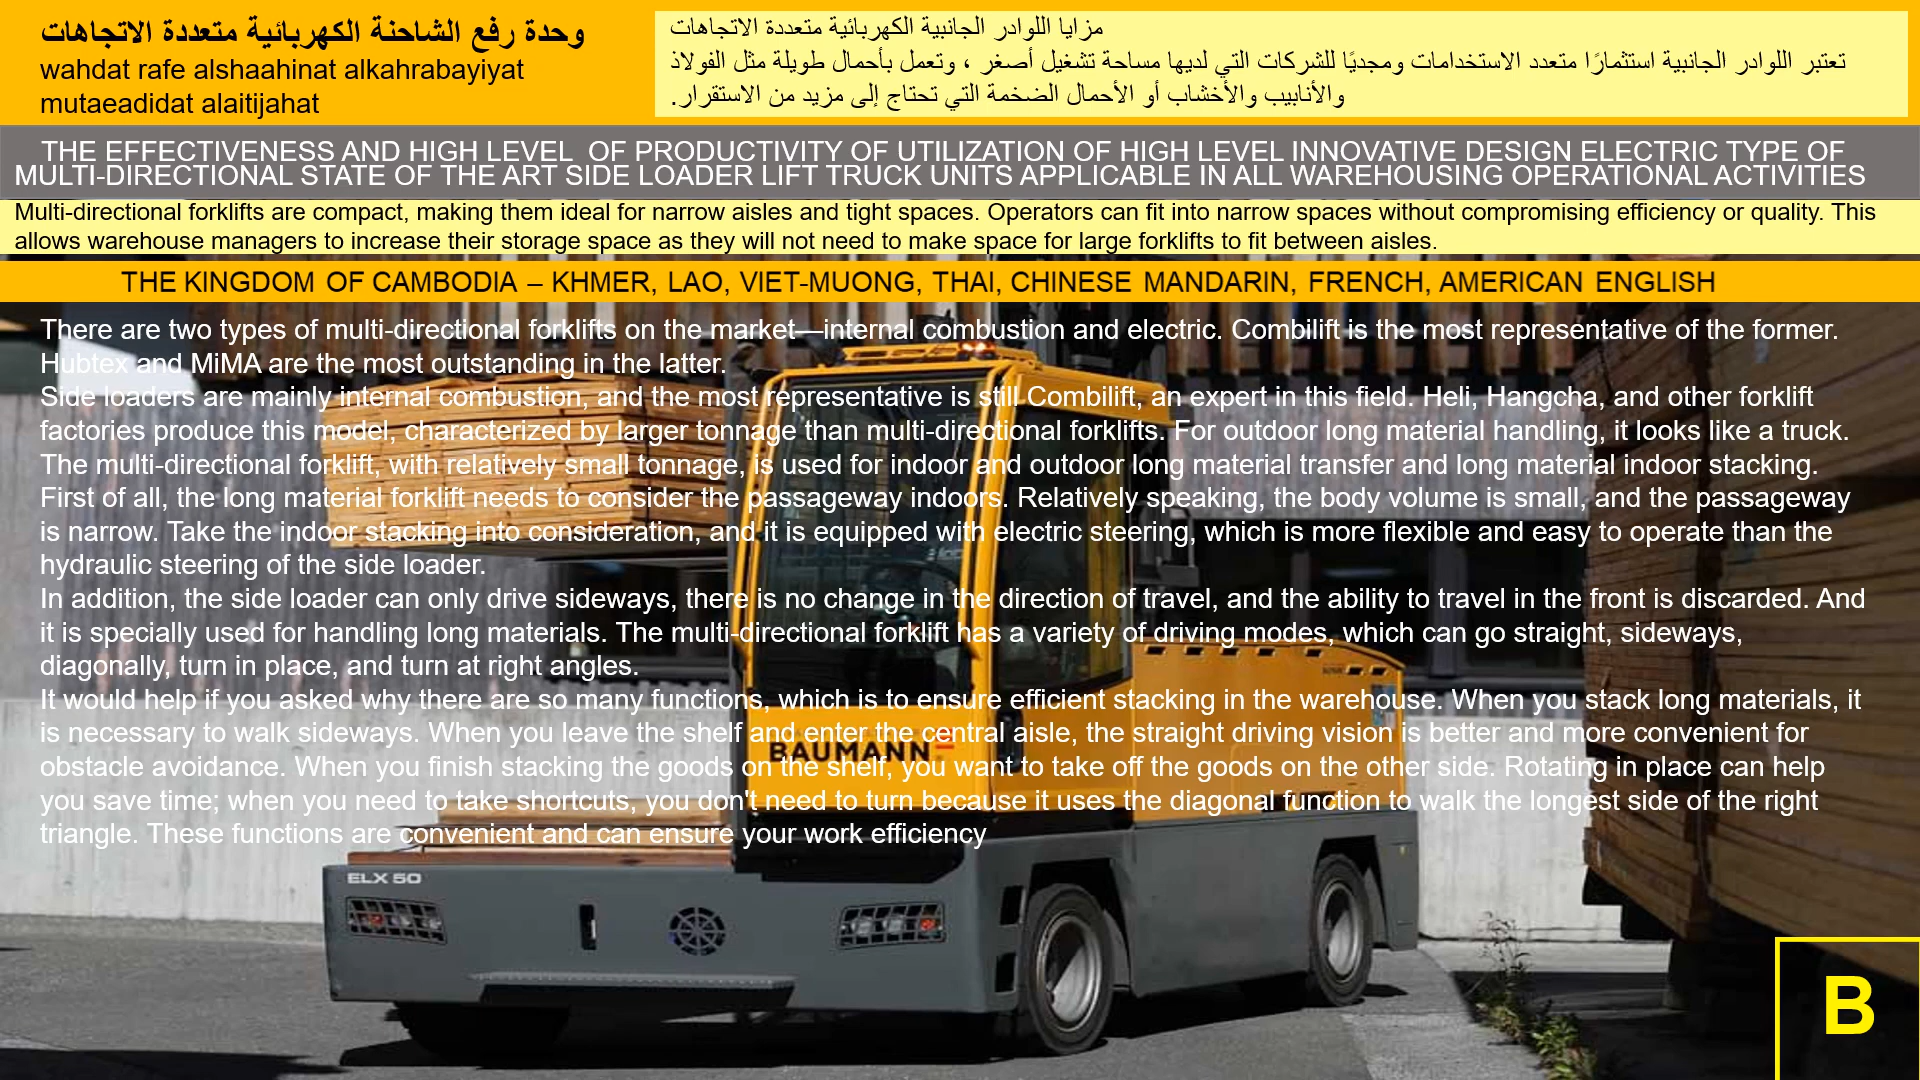 وحدة رفع الشاحنة الكهربائية متعددة الاتجاهات
wahdat rafe alshaahinat alkahrabayiyat
mutaeadidat alaitijahat
مزايا اللوادر الجانبية الكهربائية متعددة الاتجاهات
تعتبر اللوادر الجانبية استثمارًا متعدد الاستخدامات ومجديًا للشركات التي لديها مساحة تشغيل أصغر ، وتعمل بأحمال طويلة مثل الفولاذ
والأنابيب والأخشاب أو الأحمال الضخمة التي تحتاج إلى مزيد من الاستقرار.
THE EFFECTIVENESS AND HIGH LEVEL OF PRODUCTIVITY OF UTILIZATION OF HIGH LEVEL INNOVATIVE DESIGN ELECTRIC TYPE OF
MULTI-DIRECTIONAL STATE OF THE ART SIDE LOADER LIFT TRUCK UNITS APPLICABLE IN ALL WAREHOUSING OPERATIONAL ACTIVITIES
Multi-directional forklifts are compact, making them ideal for narrow aisles and tight spaces. Operators can fit into narrow spaces without compromising efficiency or quality. This
allows warehouse managers to increase their storage space as they will not need to make space for large forklifts to fit between aisles.
THE KINGDOM OF CAMBODIA – KHMER, LAO, VIET-MUONG, THAI, CHINESE MANDARIN, FRENCH, AMERICAN ENGLISH
There are two types of multi-directional forklifts on the market—internal combustion and electric. Combilift is the most representative of the former.
Hubtex and MiMA are the most outstanding in the latter.
Side loaders are mainly internal combustion, and the most representative is still Combilift, an expert in this field. Heli, Hangcha, and other forklift
factories produce this model, characterized by larger tonnage than multi-directional forklifts. For outdoor long material handling, it looks like a truck.
The multi-directional forklift, with relatively small tonnage, is used for indoor and outdoor long material transfer and long material indoor stacking.
First of all, the long material forklift needs to consider the passageway indoors. Relatively speaking, the body volume is small, and the passageway
is narrow. Take the indoor stacking into consideration, and it is equipped with electric steering, which is more flexible and easy to operate than the
hydraulic steering of the side loader.
In addition, the side loader can only drive sideways, there is no change in the direction of travel, and the ability to travel in the front is discarded. And
it is specially used for handling long materials. The multi-directional forklift has a variety of driving modes, which can go straight, sideways,
diagonally, turn in place, and turn at right angles.
It would help if you asked why there are so many functions, which is to ensure efficient stacking in the warehouse. When you stack long materials, it
is necessary to walk sideways. When you leave the shelf and enter the central aisle, the straight driving vision is better and more convenient for
obstacle avoidance. When you finish stacking the goods on the shelf, you want to take off the goods on the other side. Rotating in place can help
you save time; when you need to take shortcuts, you don't need to turn because it uses the diagonal function to walk the longest side of the right
triangle. These functions are convenient and can ensure your work efficiency
BAUMANN
ELX 50
B